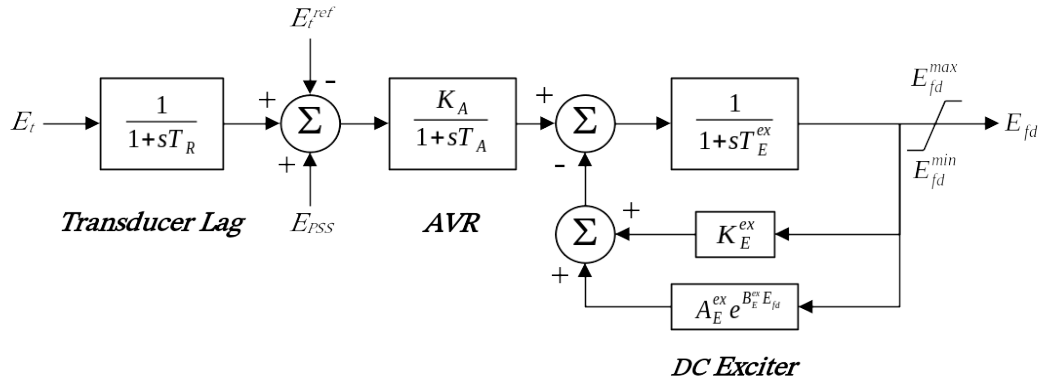 E_t^ref
E_t
1
1+sT_R
Transducer Lag
+
-
+
Σ
E_PSS
K_A
1+sT_A
AVR
+
-
Σ
1
1+sT_E^ex
E_fd^max
E_fd
E_fd^min
Σ
+
+
K_E^ex
A_E^ex e^(B_E^ex E_fd)
DC Exciter